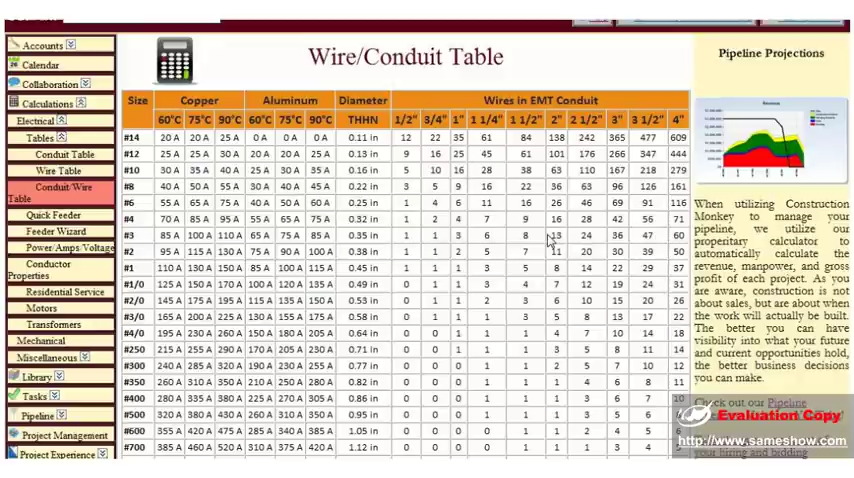 Accounts
Calendar
Collaboration
Calculations
Electrical
Tables
Conduit Table
Wire Table
Conduit/Wire
Table
Quick Feeder
Feeder Wizard
Power/Amps/Voltage
Conductor
Properties
Residential Service
Motors
Transformers
Mechanical
Miscellaneous
Library
Tasks
Pipeline
Project Management
Project Experience
Wire/Conduit Table
Size Copper Aluminum Diameter Wires in EMT Conduit
60°C 75°C 90°C 60°C 75°C 90°C THHN 1/2" 3/4" 1" 1 1/4" 1 1/2" 2" 2 1/2" 3" 3 1/2" 4"
#14 20 A 20 A 25 A 0 A 0 A 0 A 0.11 in 12 22 35 61 84 138 242 365 477 609
#12 25 A 25 A 30 A 20 A 20 A 25 A 0.13 in 9 16 25 45 61 101 176 266 347 444
#10 30 A 35 A 40 A 25 A 30 A 35 A 0.16 in 5 10 16 28 38 63 110 167 218 279
#8 40 A 50 A 55 A 30 A 40 A 45 A 0.22 in 3 5 9 16 22 36 63 96 126 161
#6 55 A 65 A 75 A 40 A 50 A 60 A 0.25 in 1 4 6 11 16 26 46 69 91 116
#4 70 A 85 A 95 A 55 A 65 A 75 A 0.32 in 1 2 4 7 9 16 28 42 56 71
#3 85 A 100 A 110 A 65 A 75 A 85 A 0.35 in 1 1 3 6 8 13 24 36 47 60
#2 95 A 115 A 130 A 75 A 90 A 100 A 0.38 in 1 1 2 5 7 11 20 30 39 50
#1 110 A 130 A 150 A 85 A 100 A 115 A 0.45 in 1 1 1 3 5 8 14 22 29 37
#1/0 125 A 150 A 170 A 100 A 120 A 135 A 0.49 in 0 1 1 3 4 7 12 19 24 31
#2/0 145 A 175 A 195 A 115 A 135 A 150 A 0.53 in 0 1 1 2 3 6 10 15 20 26
#3/0 165 A 200 A 225 A 130 A 155 A 175 A 0.58 in 0 1 1 1 3 5 8 13 17 22
#4/0 195 A 230 A 260 A 150 A 180 A 205 A 0.64 in 0 1 1 1 2 4 7 10 14 18
#250 215 A 255 A 290 A 170 A 205 A 230 A 0.71 in 0 0 1 1 1 3 5 8 11 14
#300 240 A 285 A 320 A 190 A 230 A 255 A 0.77 in 0 0 1 1 1 2 5 7 10 12
#350 260 A 310 A 350 A 210 A 250 A 280 A 0.82 in 0 0 1 1 1 1 4 6 8 11
#400 280 A 335 A 380 A 225 A 270 A 305 A 0.86 in 0 0 0 1 1 1 3 6 7 10
#500 320 A 380 A 430 A 260 A 310 A 350 A 0.95 in 0 0 0 1 1 1 3 5 6
#600 355 A 420 A 475 A 285 A 340 A 385 A 1.05 in 0 0 0 1 1 1 2 4 5
#700 385 A 460 A 520 A 310 A 375 A 420 A 1.12 in 0 0 0 0 1 1 1 3 4
Pipeline Projections
Revenue
When utilizing Construction
Monkey to manage your
pipeline, we utilize our
properitary calculator to
automatically calculate the
revenue, manpower, and gross
profit of each project. As you
are aware, construction is not
about sales, but are about when
the work will actually be built.
The better you can have
visibility into what your future
and current opportunities hold,
the better business decisions
you can make.
Check out our Pipeline
Evaluation Copy
http://www.sameshow.com
your hiring and bidding